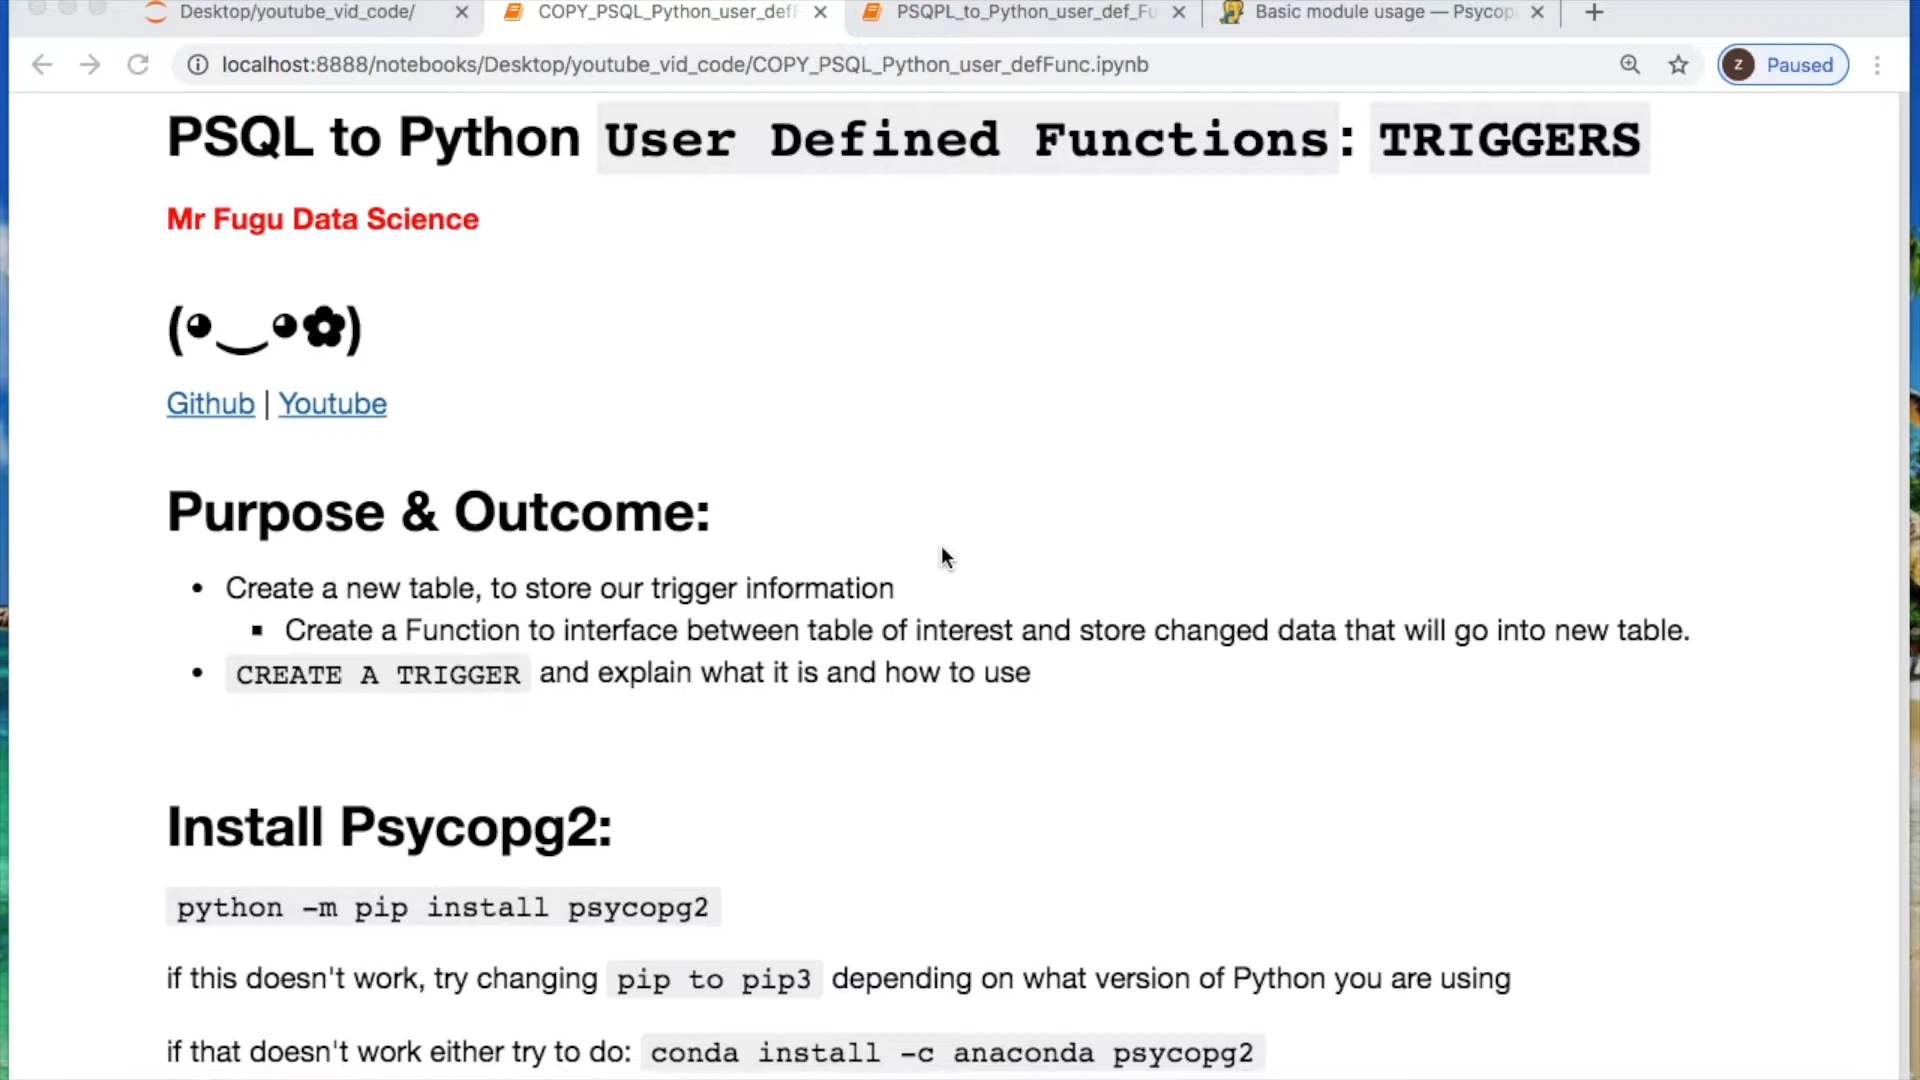 Desktop/youtube_vid_code/
COPY_PSQL_Python_user_def
PSQPL_to_Python_user_def_Fu
Basic module usage — Psycop
localhost:8888/notebooks/Desktop/youtube_vid_code/COPY_PSQL_Python_user_defFunc.ipynb
z Paused
PSQL to Python User Defined Functions: TRIGGERS
Mr Fugu Data Science
(◕‿◕✿)
Github | Youtube
Purpose & Outcome:
• Create a new table, to store our trigger information
▪ Create a Function to interface between table of interest and store changed data that will go into new table.
• CREATE A TRIGGER and explain what it is and how to use
Install Psycopg2:
python -m pip install psycopg2
if this doesn't work, try changing pip to pip3 depending on what version of Python you are using
if that doesn't work either try to do: conda install -c anaconda psycopg2